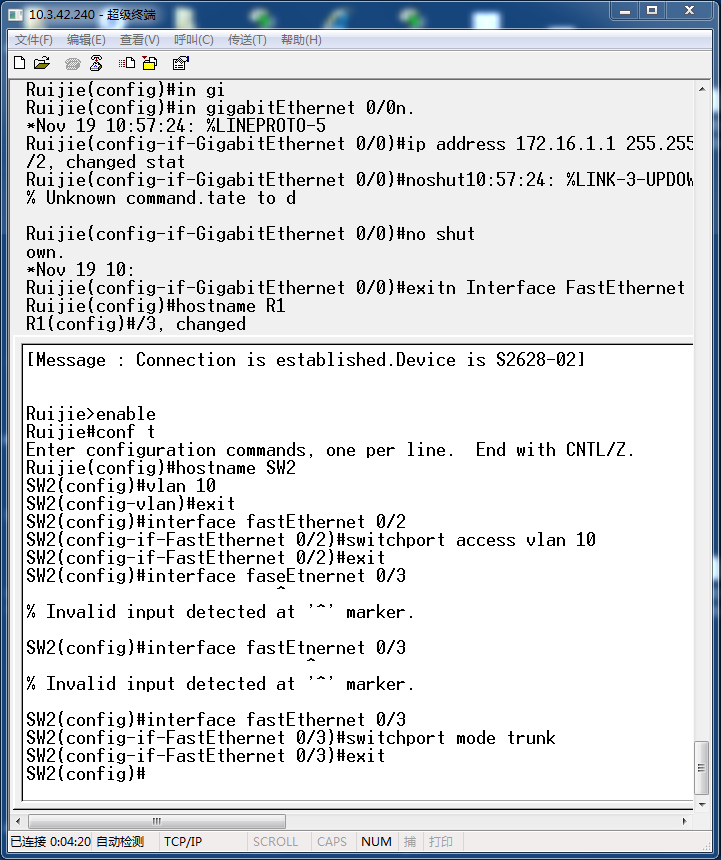 10.3.42.240 - 超级终端
文件(F) 编辑(E) 查看(V) 呼叫(C) 传送(T) 帮助(H)
Ruijie(config)#in gi
Ruijie(config)#in gigabitEthernet 0/0n.
*Nov 19 10:57:24: %LINEPROTO-5
Ruijie(config-if-GigabitEthernet 0/0)#ip address 172.16.1.1 255.255
/2, changed stat
Ruijie(config-if-GigabitEthernet 0/0)#noshut10:57:24: %LINK-3-UPDOW
% Unknown command.tate to d
Ruijie(config-if-GigabitEthernet 0/0)#no shut
own.
*Nov 19 10:
Ruijie(config-if-GigabitEthernet 0/0)#exitn Interface FastEthernet
Ruijie(config)#hostname R1
R1(config)#/3, changed
[Message : Connection is established.Device is S2628-02]
Ruijie>enable
Ruijie#conf t
Enter configuration commands, one per line.  End with CNTL/Z.
Ruijie(config)#hostname SW2
SW2(config)#vlan 10
SW2(config-vlan)#exit
SW2(config)#interface fastEthernet 0/2
SW2(config-if-FastEthernet 0/2)#switchport access vlan 10
SW2(config-if-FastEthernet 0/2)#exit
SW2(config)#interface faseEtnernet 0/3
^
% Invalid input detected at '^' marker.
SW2(config)#interface fastEtnernet 0/3
^
% Invalid input detected at '^' marker.
SW2(config)#interface fastEthernet 0/3
SW2(config-if-FastEthernet 0/3)#switchport mode trunk
SW2(config-if-FastEthernet 0/3)#exit
SW2(config)#
已连接 0:04:20 自动检测 TCP/IP SCROLL CAPS NUM 捕 打印